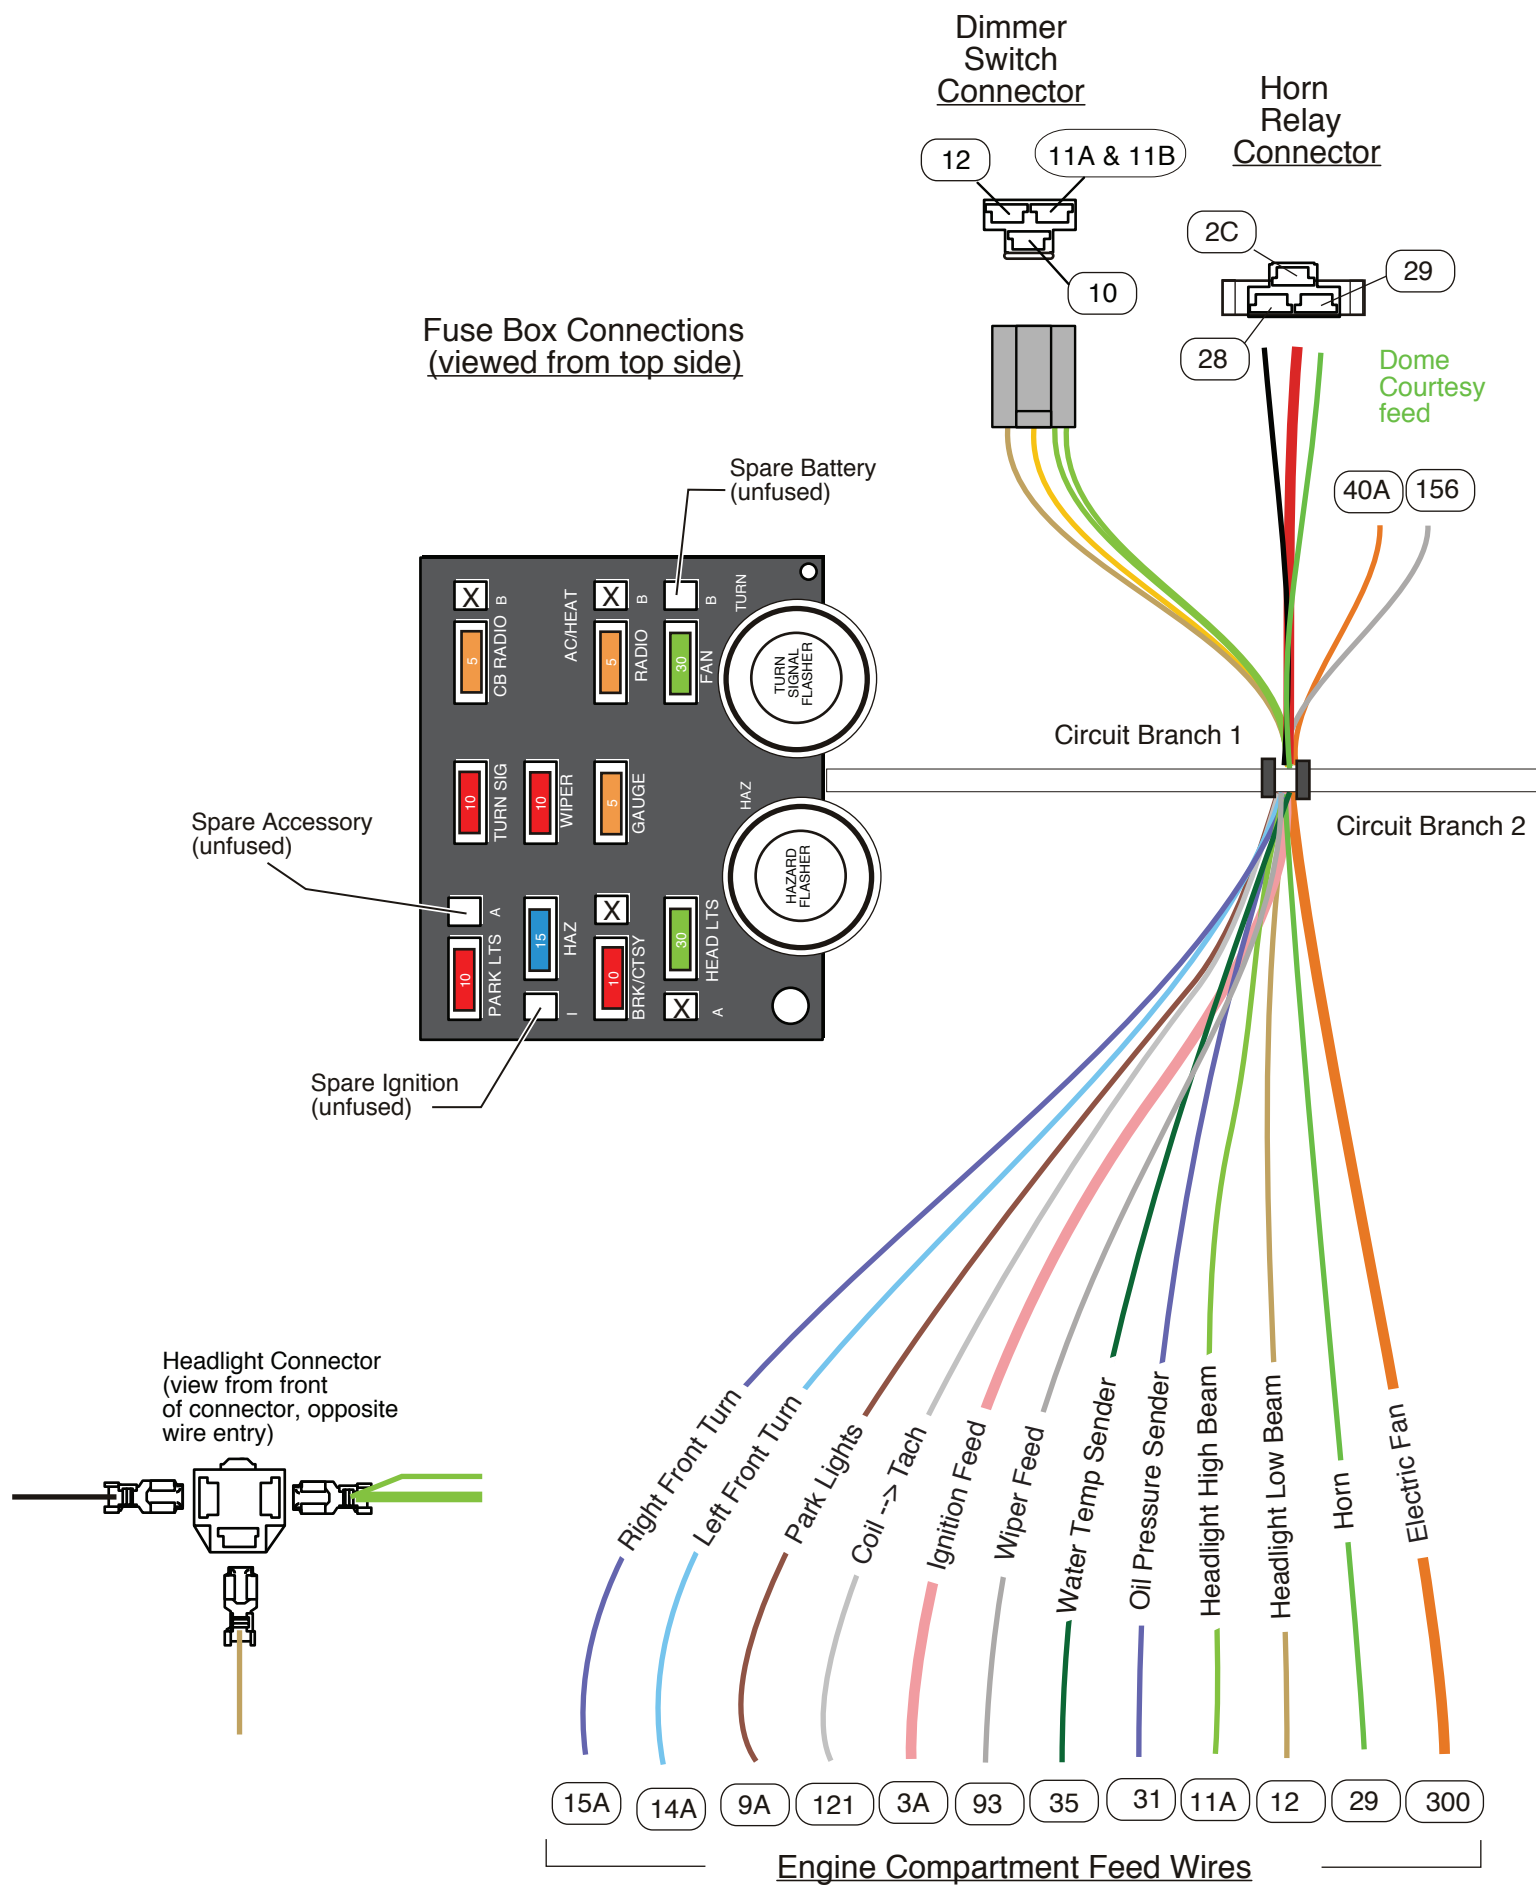 Dimmer
Switch
Connector
Horn
Relay
Connector
12
11A & 11B
10
2C
29
28
Dome
Courtesy
feed
40A
156
Fuse Box Connections
(viewed from top side)
Spare Battery
(unfused)
X
B
5
CB RADIO
AC/HEAT
X
B
5
RADIO
B
30
FAN
TURN
TURN
SIGNAL
FLASHER
10
TURN SIG
10
WIPER
5
GAUGE
HAZ
HAZARD
FLASHER
A
10
PARK LTS
15
HAZ
I
X
10
BRK/CTSY
30
HEAD LTS
X
A
Spare Accessory
(unfused)
Spare Ignition
(unfused)
Circuit Branch 1
Circuit Branch 2
Headlight Connector
(view from front
of connector, opposite
wire entry)
Right Front Turn
Left Front Turn
Park Lights
Coil --> Tach
Ignition Feed
Wiper Feed
Water Temp Sender
Oil Pressure Sender
Headlight High Beam
Headlight Low Beam
Horn
Electric Fan
15A
14A
9A
121
3A
93
35
31
11A
12
29
300
Engine Compartment Feed Wires